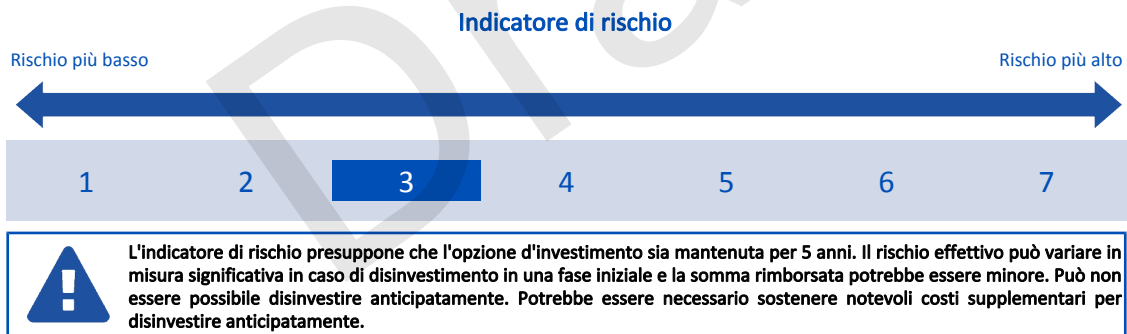 Indicatore di rischio
Rischio più basso
Rischio più alto
1 2 3 4 5 6 7
L'indicatore di rischio presuppone che l'opzione d'investimento sia mantenuta per 5 anni. Il rischio effettivo può variare in
misura significativa in caso di disinvestimento in una fase iniziale e la somma rimborsata potrebbe essere minore. Può non
essere possibile disinvestire anticipatamente. Potrebbe essere necessario sostenere notevoli costi supplementari per
disinvestire anticipatamente.